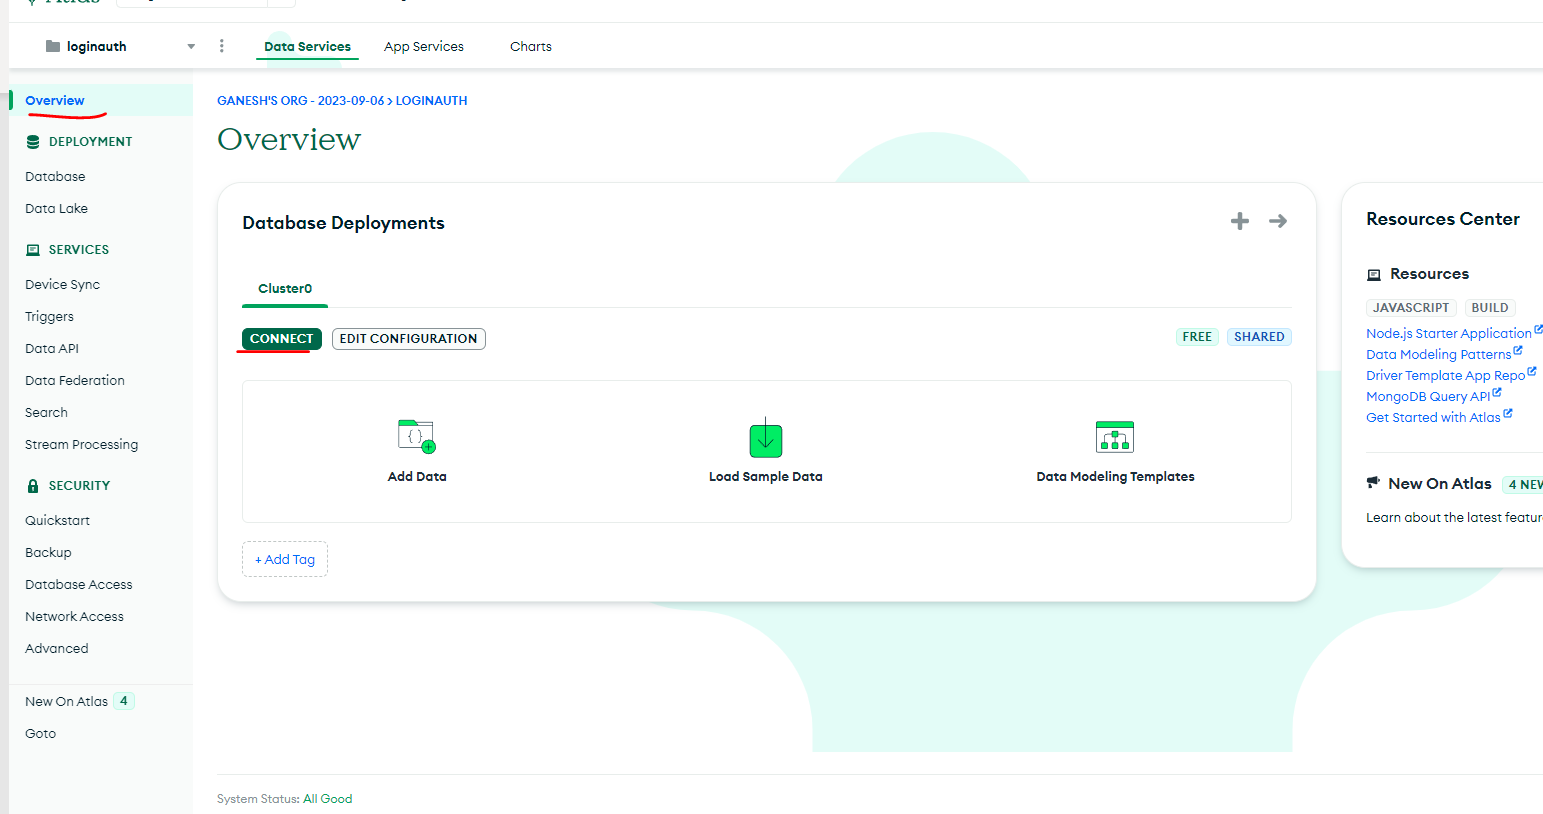 loginauth
Data Services
App Services
Charts
Overview
DEPLOYMENT
Database
Data Lake
SERVICES
Device Sync
Triggers
Data API
Data Federation
Search
Stream Processing
SECURITY
Quickstart
Backup
Database Access
Network Access
Advanced
New On Atlas 4
Goto
GANESH'S ORG - 2023-09-06 > LOGINAUTH
Overview
Database Deployments
Cluster0
CONNECT
EDIT CONFIGURATION
FREE
SHARED
Add Data
Load Sample Data
Data Modeling Templates
+ Add Tag
Resources Center
Resources
JAVASCRIPT
BUILD
Node.js Starter Application
Data Modeling Patterns
Driver Template App Repo
MongoDB Query API
Get Started with Atlas
New On Atlas 4 NEW
Learn about the latest featur
System Status: All Good